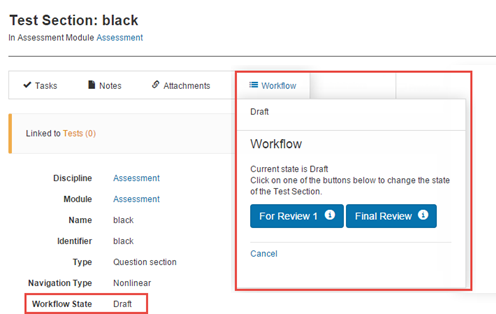 Test Section: black
In Assessment Module Assessment
Tasks
Notes
Attachments
Workflow
Linked to Tests (0)
Discipline Assessment
Module Assessment
Name black
Identifier black
Type Question section
Navigation Type Nonlinear
Workflow State Draft
Draft
Workflow
Current state is Draft
Click on one of the buttons below to change the state
of the Test Section.
For Review 1 Final Review
Cancel